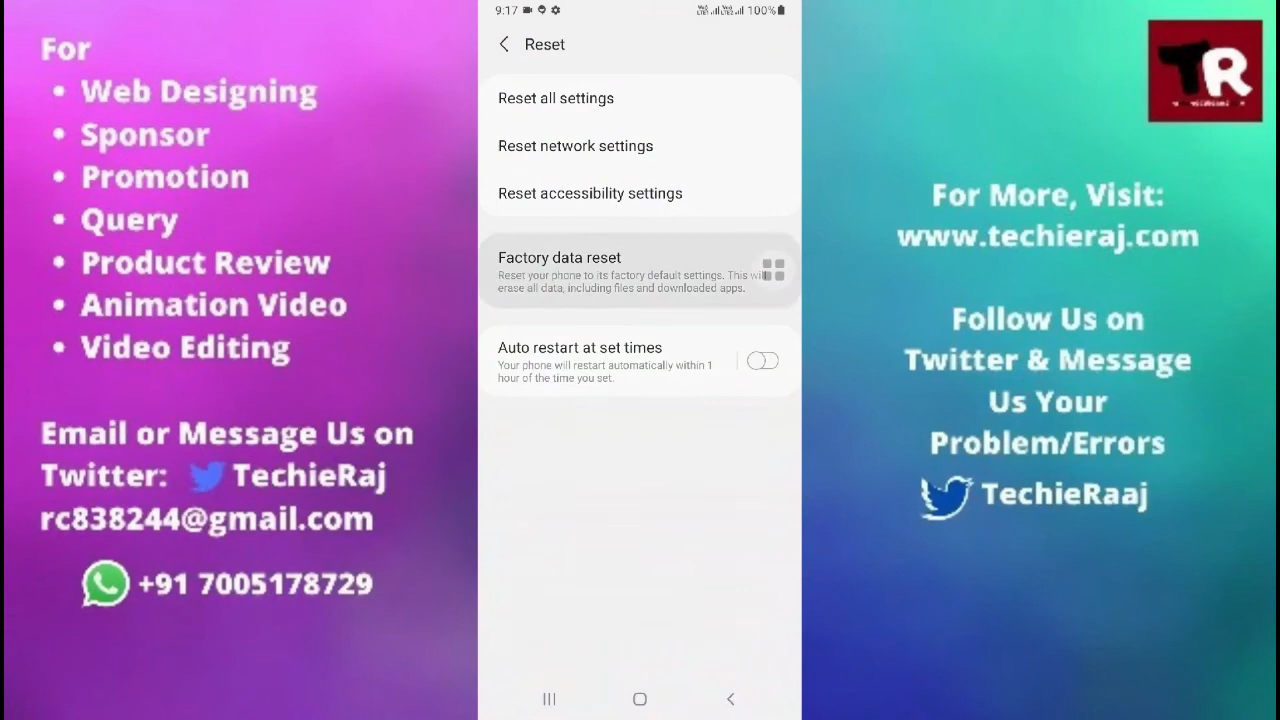 For
• Web Designing
• Sponsor
• Promotion
• Query
• Product Review
• Animation Video
• Video Editing
Email or Message Us on
Twitter: TechieRaj
rc838244@gmail.com
+91 7005178729
9:17
100%
Reset
Reset all settings
Reset network settings
Reset accessibility settings
Factory data reset
Reset your phone to its factory default settings. This will
erase all data, including files and downloaded apps.
Auto restart at set times
Your phone will restart automatically within 1
hour of the time you set.
TR
For More, Visit:
www.techieraj.com
Follow Us on
Twitter & Message
Us Your
Problem/Errors
TechieRaaj